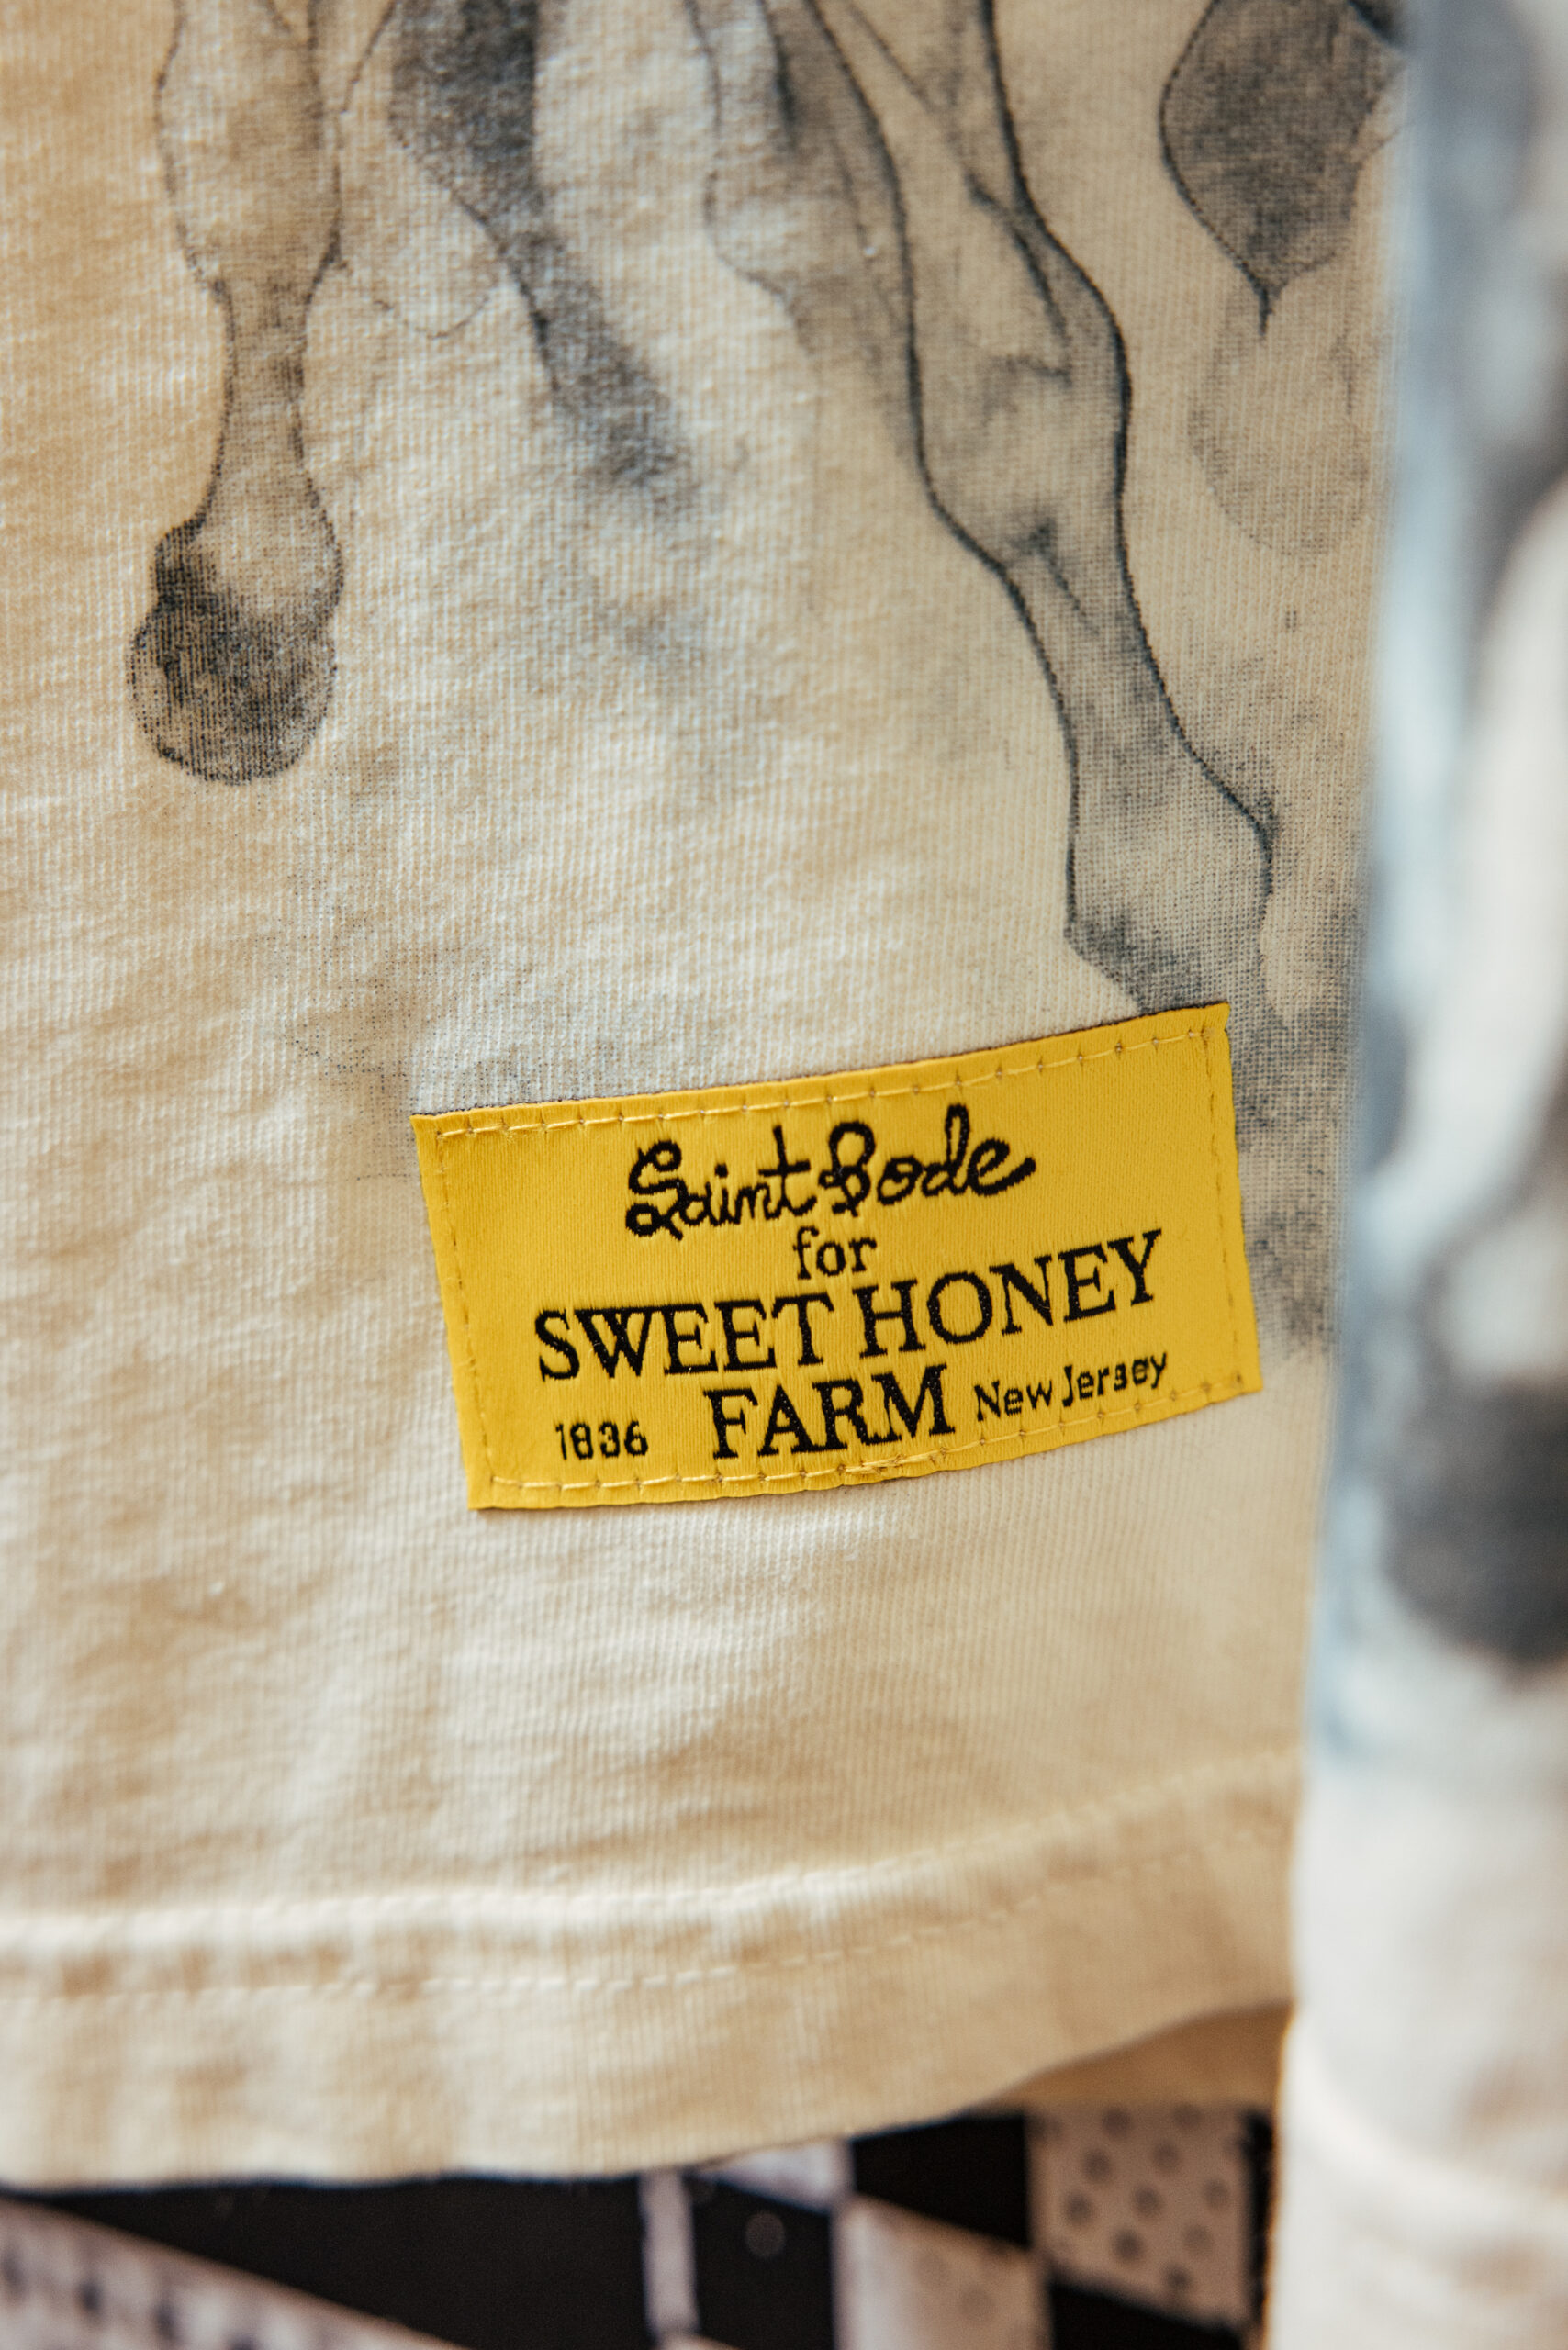 Saint Bode
for
SWEET HONEY
1836 FARM New Jersey